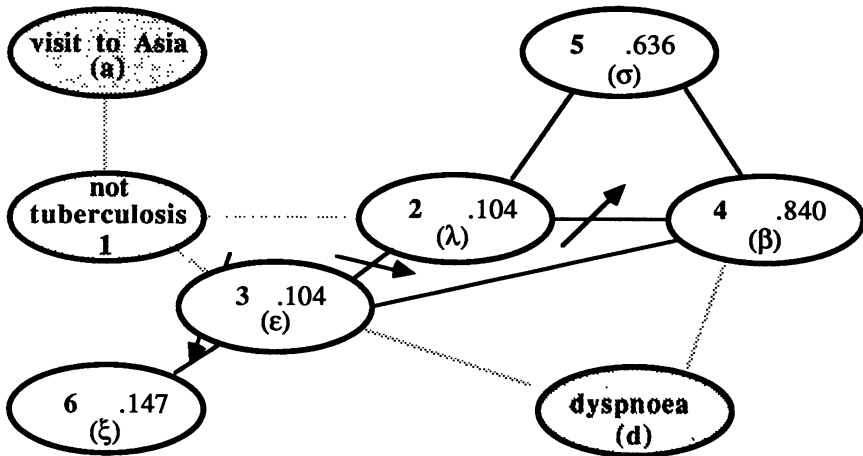 visit to Asia
(a)
5 .636
(σ)
not
tuberculosis
1
2 .104
(λ)
4 .840
(β)
3 .104
(ε)
6 .147
(ξ)
dyspnoea
(d)